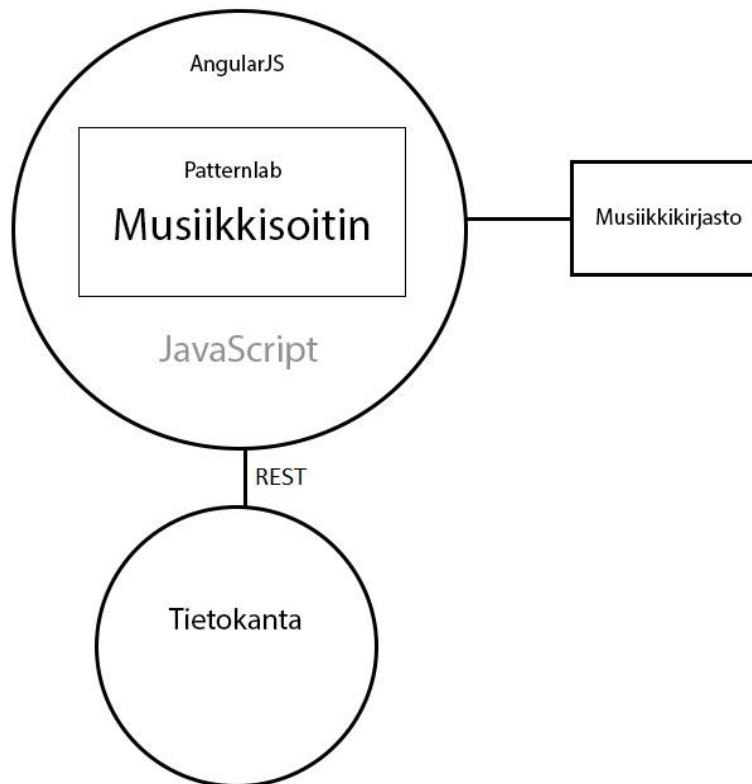 AngularJS
Patternlab
Musiikkisoitin
Musiikkikirjasto
JavaScript
REST
Tietokanta